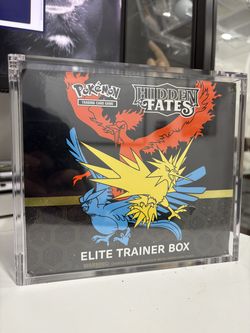 POKÉMON
TRADING CARD GAME
HIDDEN
FATES
ELITE TRAINER BOX